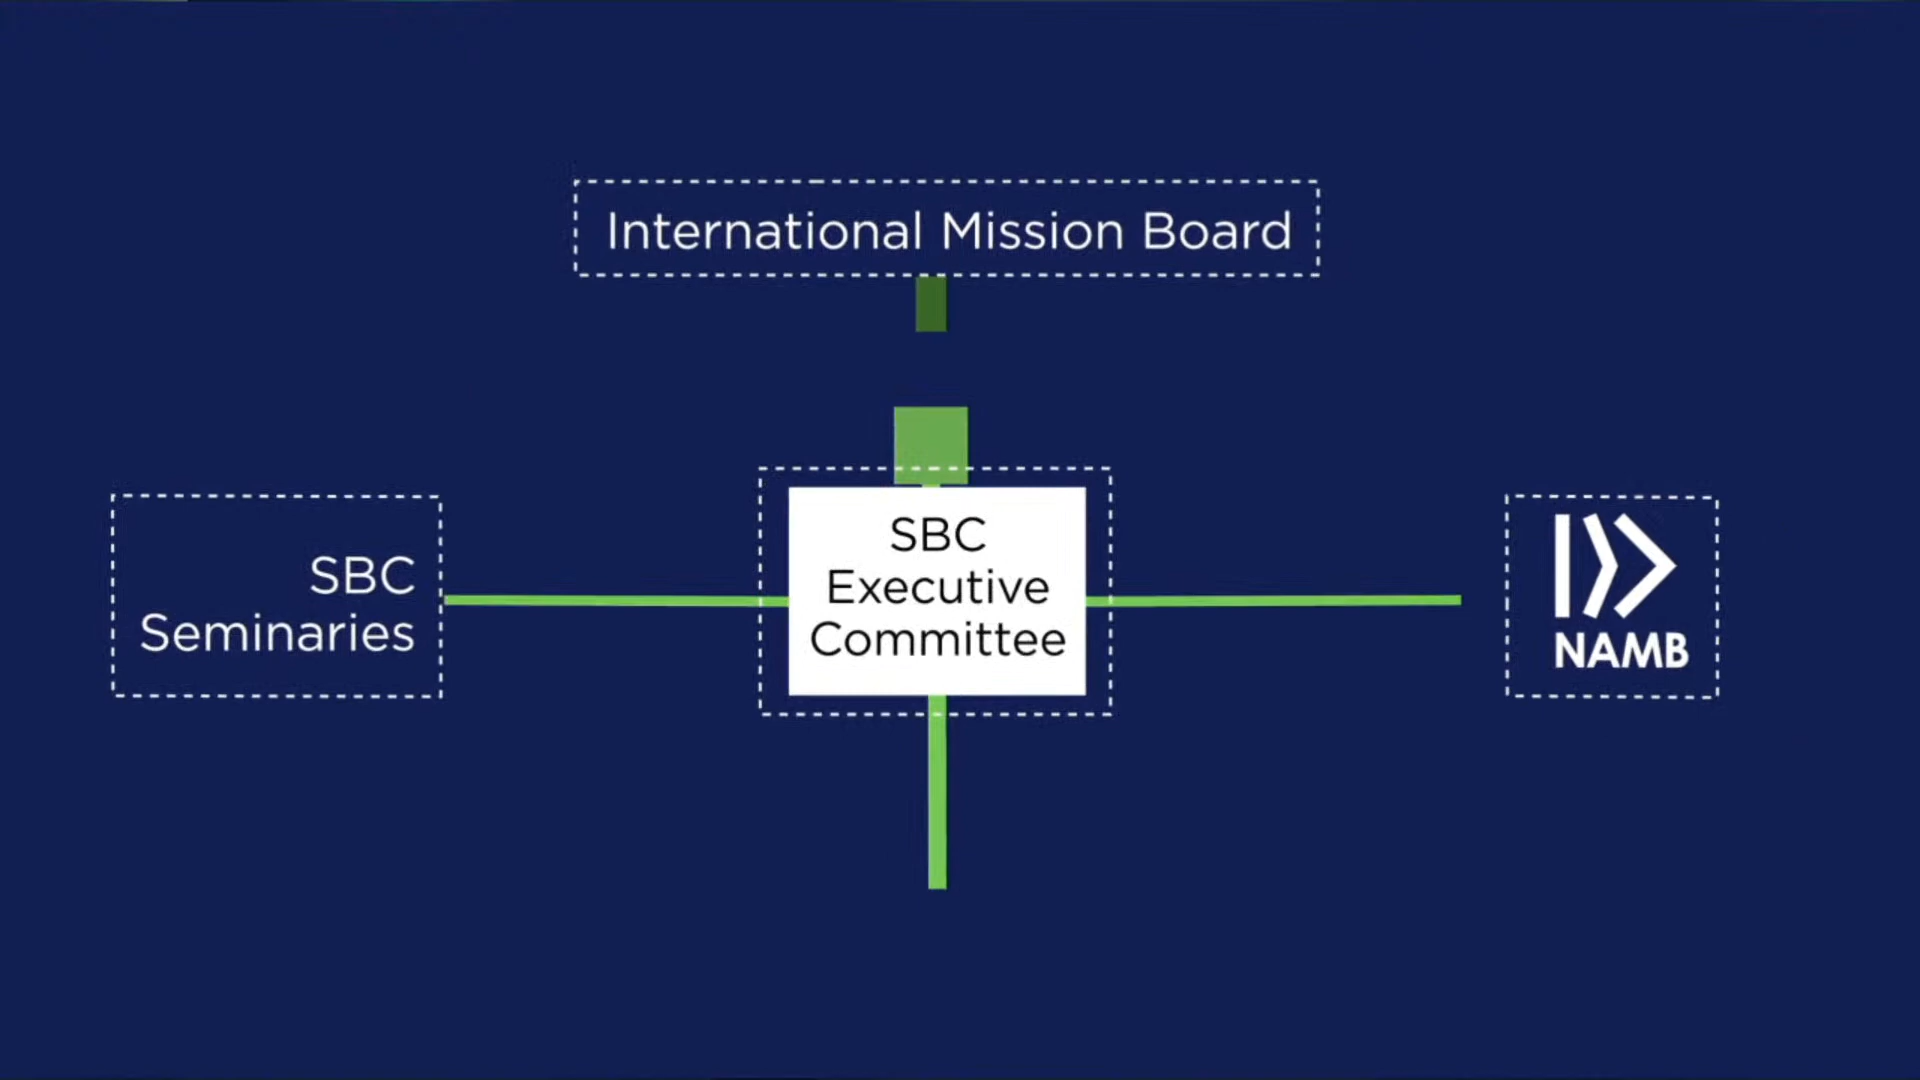 International Mission Board
SBC
Seminaries
SBC
Executive
Committee
NAMB